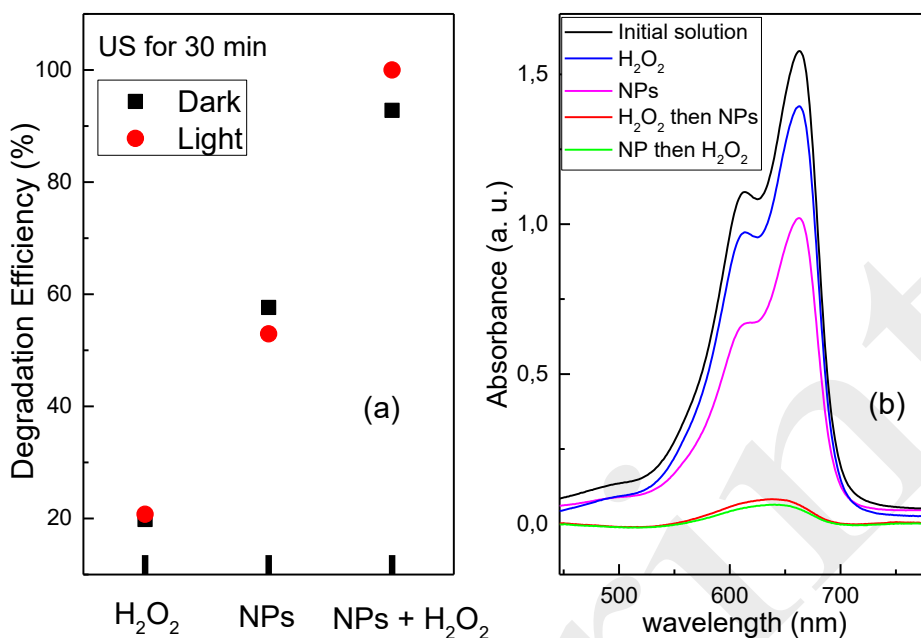 US for 30 min
Dark
Light
100
80
60
40
20
Degradation Efficiency (%)
(a)
H₂O₂
NPs
NPs + H₂O₂
Initial solution
H₂O₂
NPs
H₂O₂ then NPs
NP then H₂O₂
1,5
1,0
0,5
0,0
Absorbance (a. u.)
(b)
500
600
700
wavelength (nm)